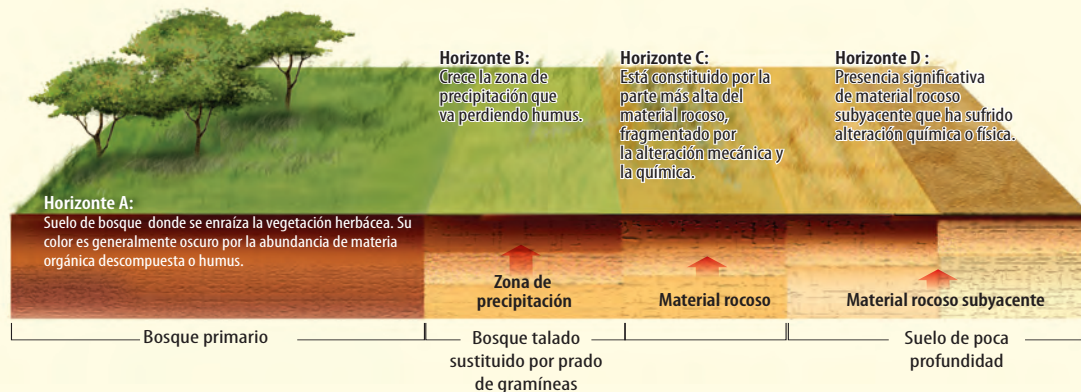 Horizonte A:
Suelo de bosque donde se enraíza la vegetación herbácea. Su
color es generalmente oscuro por la abundancia de materia
orgánica descompuesta o humus.
Horizonte B:
Crece la zona de
precipitación que
va perdiendo humus.
Horizonte C:
Está constituido por la
parte más alta del
material rocoso,
fragmentado por
la alteración mecánica y
la química.
Horizonte D :
Presencia significativa
de material rocoso
subyacente que ha sufrido
alteración química o física.
Zona de
precipitación
Material rocoso
Material rocoso subyacente
Bosque primario
Bosque talado
sustituido por prado
de gramíneas
Suelo de poca
profundidad